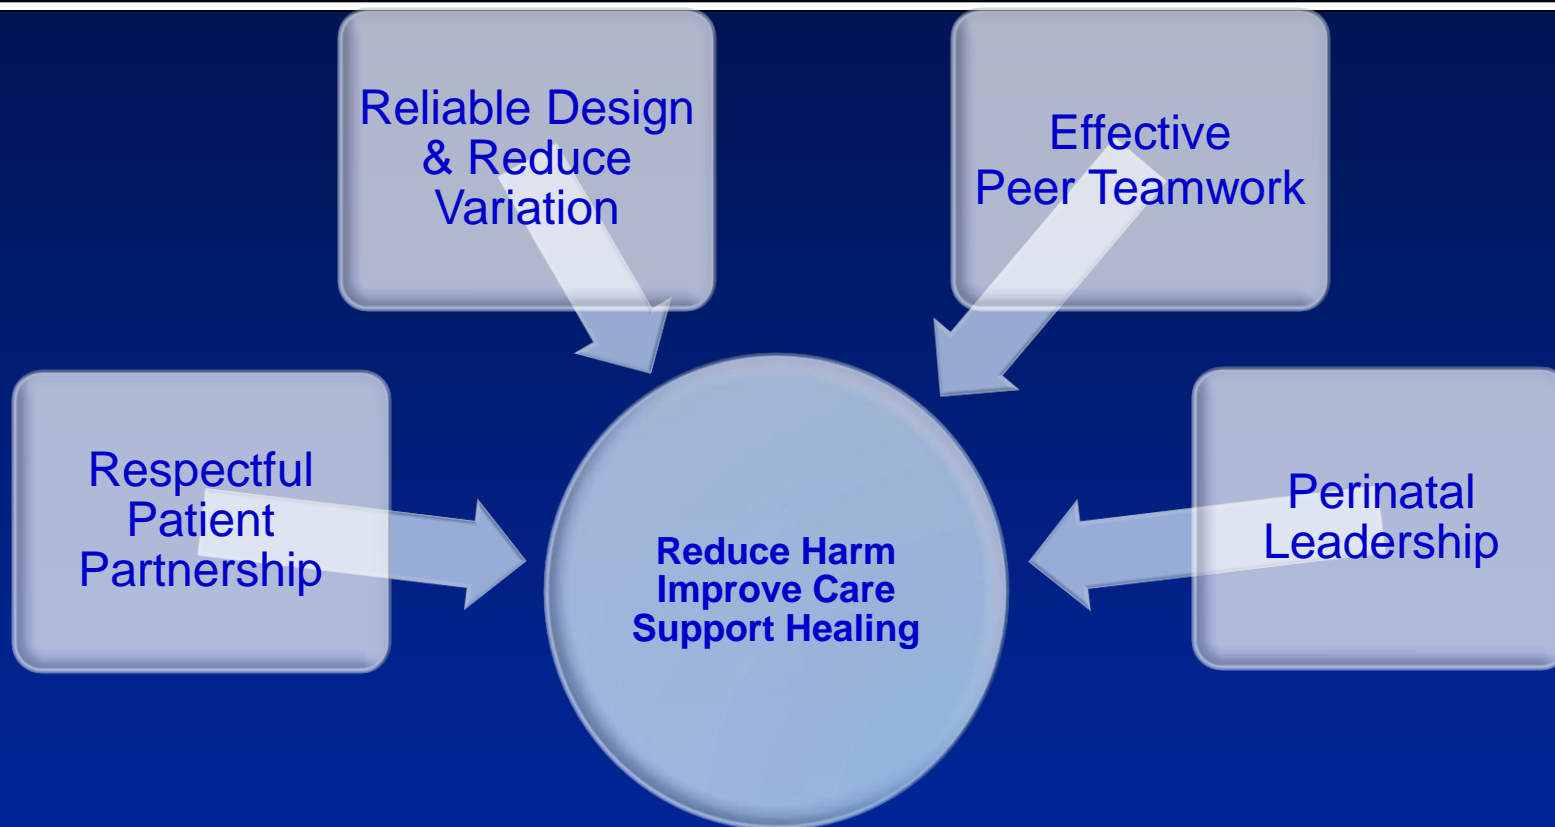 Reliable Design
& Reduce
Variation
Effective
Peer Teamwork
Respectful
Patient
Partnership
Perinatal
Leadership
Reduce Harm
Improve Care
Support Healing